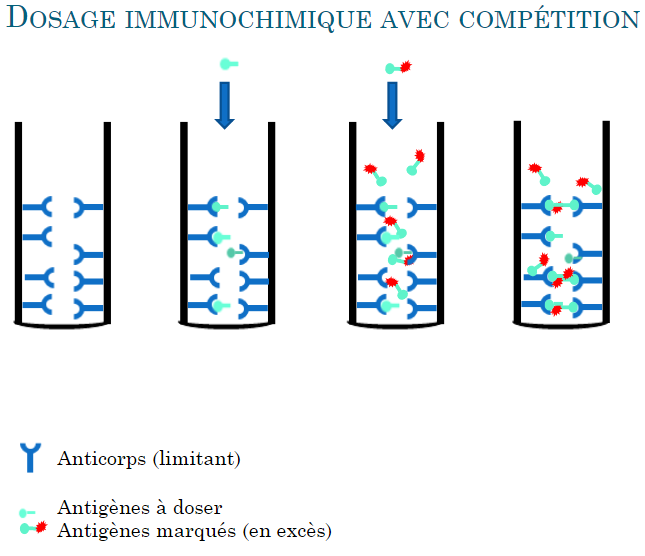 Dosage immunochimique avec compétition
Anticorps (limitant)
Antigènes à doser
Antigènes marqués (en excès)